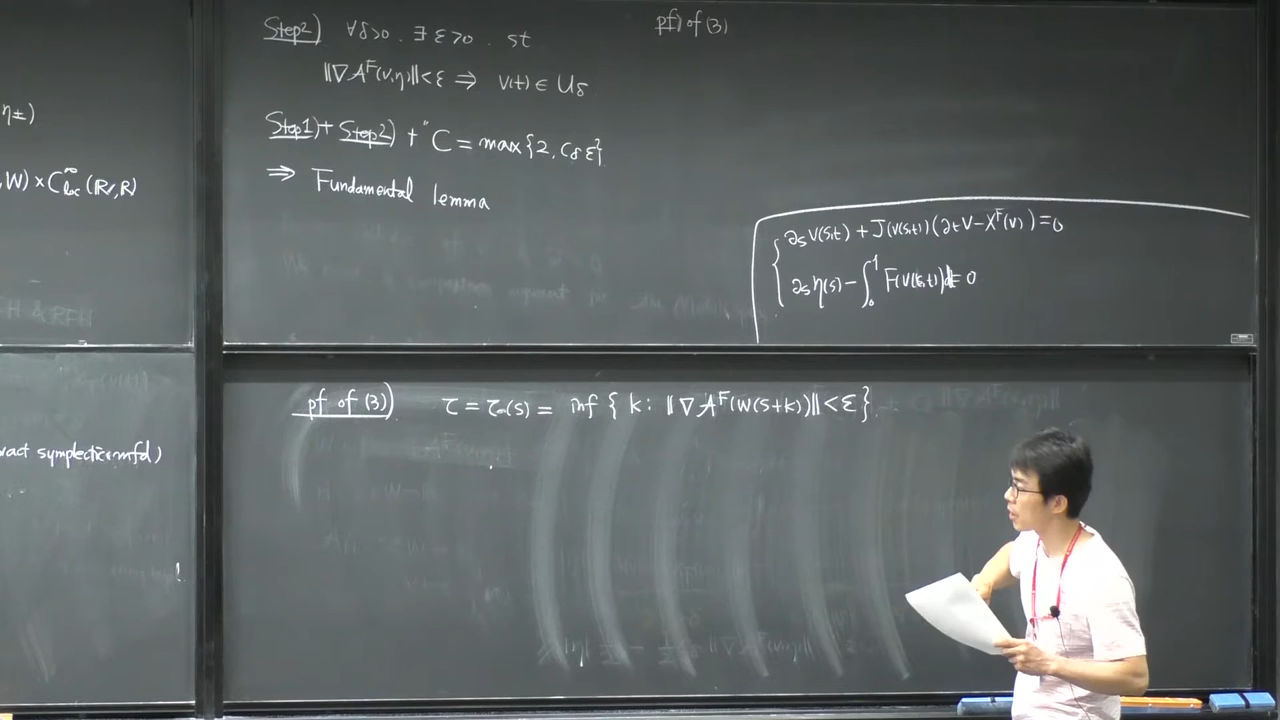 η±)
,W) × C^∞_loc (R, R)
ract symplectic mfd)
Step2) ∀δ>0. ∃ε>0. st
‖∇A^F(v,η)‖<ε ⟹ v(t) ∈ U_δ
Step1) + Step2) + "C = max{2, C_δ ε}
⟹ Fundamental lemma
pf) of (3)
∂_s v(s,t) + J(v(s,t))(∂_t v − X^F(v)) = 0
∂_s η(s) − ∫_0^1 F(v(s,t))dt = 0
pf of (3)) τ = τ_w(s) = inf { k : ‖∇A^F(w(s+k))‖ < ε }